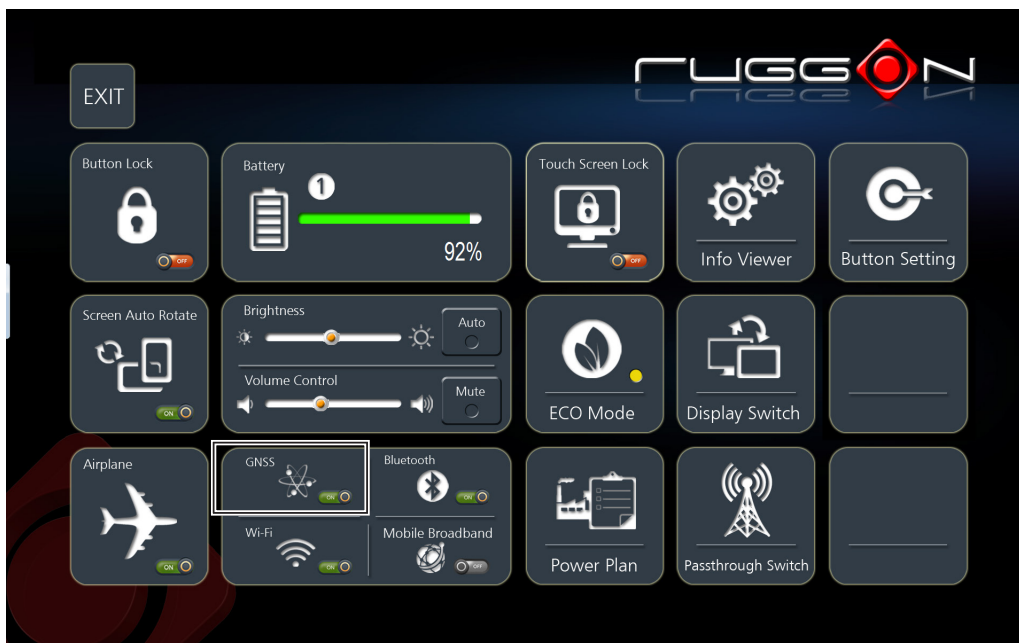 RUGGON
EXIT
Button Lock
OFF
Battery
1
92%
Touch Screen Lock
OFF
Info Viewer
Button Setting
Screen Auto Rotate
ON
Brightness
Auto
Volume Control
Mute
ECO Mode
Display Switch
Airplane
ON
GNSS
ON
Bluetooth
ON
Wi-Fi
ON
Mobile Broadband
OFF
Power Plan
Passthrough Switch